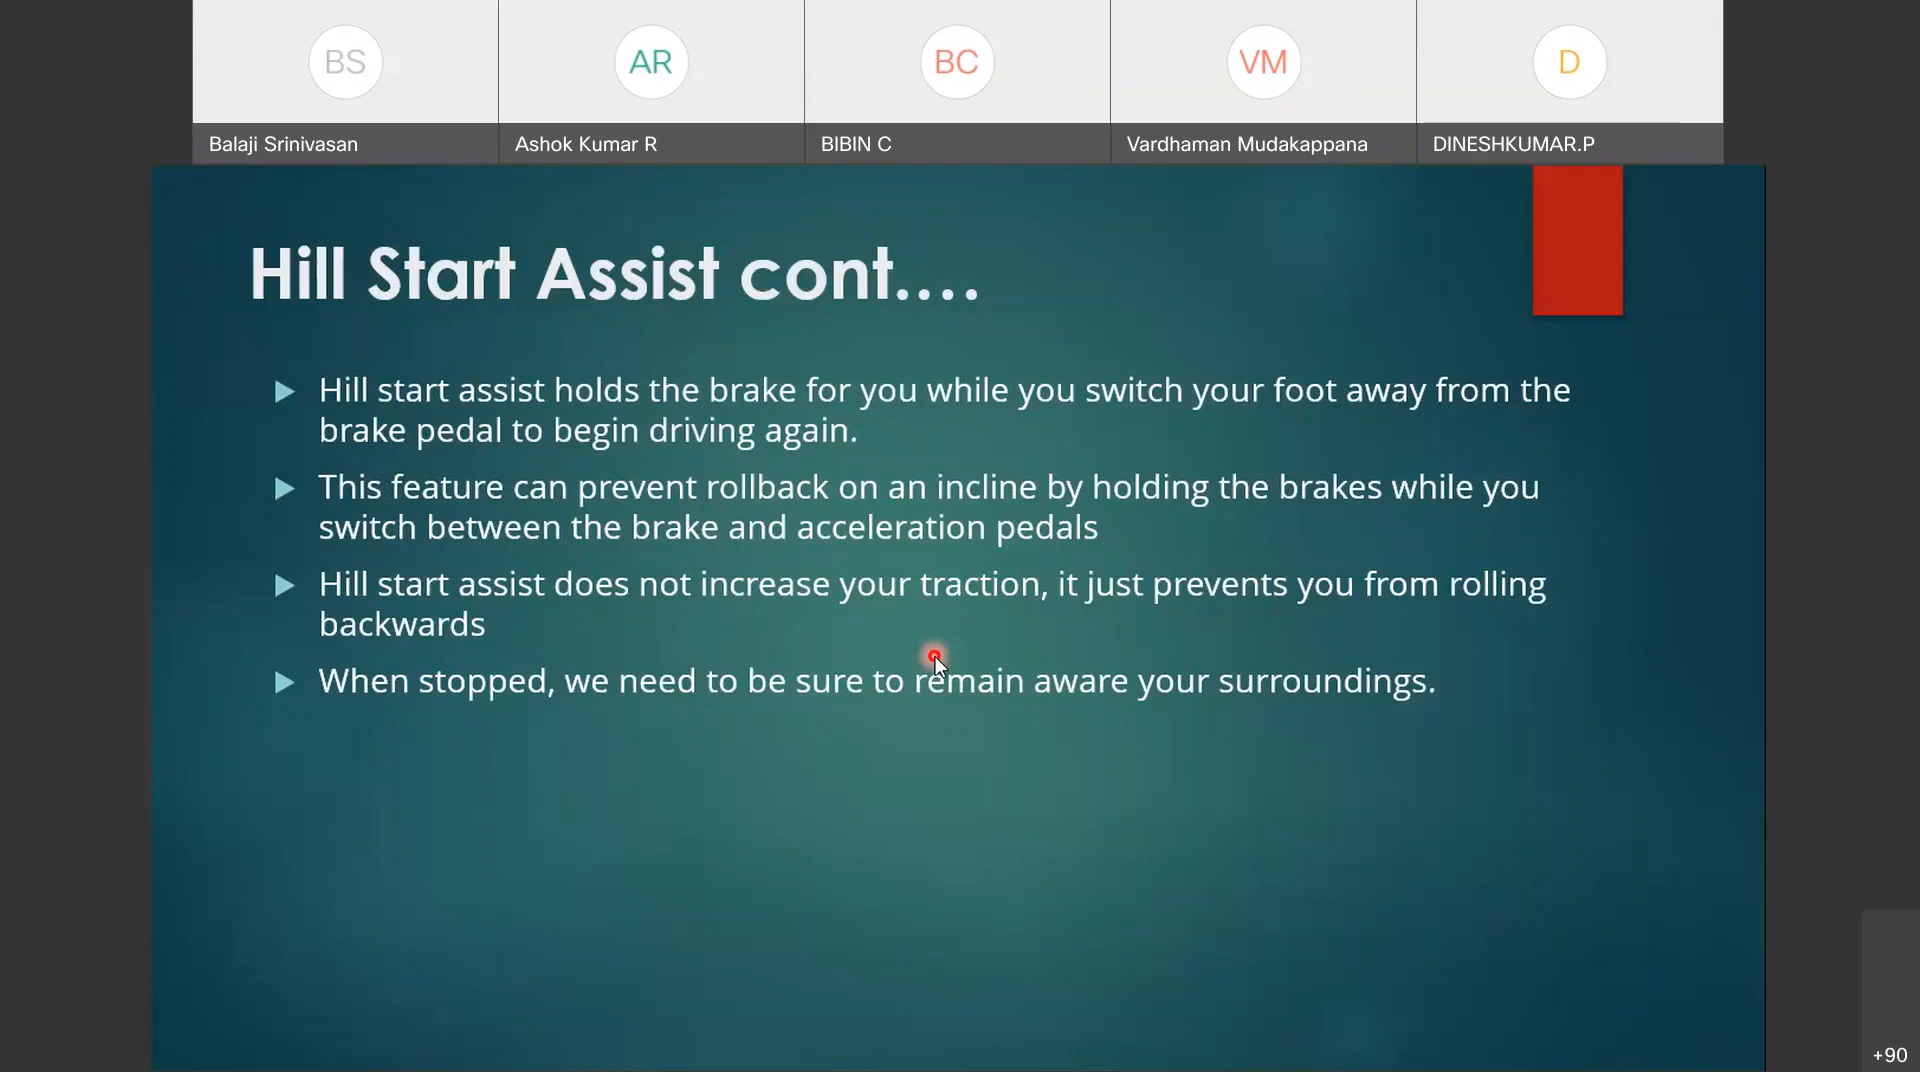 BS
AR
BC
VM
D
Balaji Srinivasan
Ashok Kumar R
BIBIN C
Vardhaman Mudakappana
DINESHKUMAR.P
Hill Start Assist cont....
Hill start assist holds the brake for you while you switch your foot away from the
brake pedal to begin driving again.
This feature can prevent rollback on an incline by holding the brakes while you
switch between the brake and acceleration pedals
Hill start assist does not increase your traction, it just prevents you from rolling
backwards
When stopped, we need to be sure to remain aware your surroundings.
+90